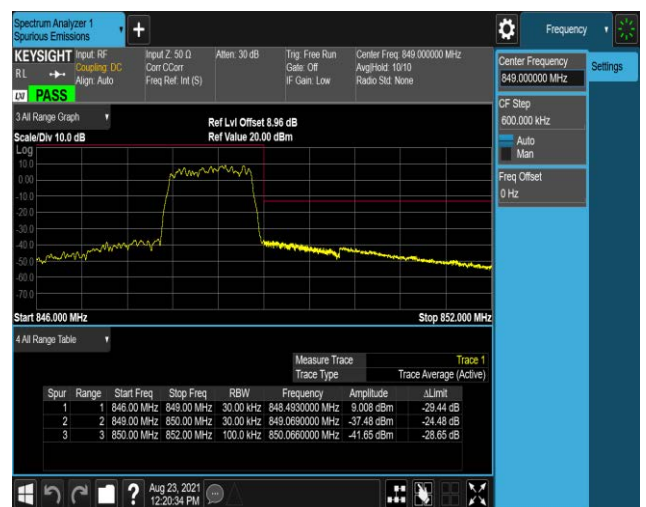 Spectrum Analyzer 1
Spurious Emissions
+
Frequency
KEYSIGHT
RL
LXI PASS
Input: RF
Coupling: DC
Align: Auto
Input Z: 50 Ω
Corr CCorr
Freq Ref: Int (S)
Atten: 30 dB
Trig: Free Run
Gate: Off
IF Gain: Low
Center Freq: 849.000000 MHz
Avg|Hold: 10/10
Radio Std: None
Center Frequency
849.000000 MHz
Settings
CF Step
600.000 kHz
Auto
Man
Freq Offset
0 Hz
3 All Range Graph
Scale/Div 10.0 dB
Ref Lvl Offset 8.96 dB
Ref Value 20.00 dBm
Log
10.0
0.00
-10.0
-20.0
-30.0
-40.0
-50.0
-60.0
-70.0
Start 846.000 MHz
Stop 852.000 MHz
4 All Range Table
Measure Trace Trace 1
Trace Type Trace Average (Active)
Spur Range Start Freq Stop Freq RBW Frequency Amplitude ΔLimit
1 1 846.00 MHz 849.00 MHz 30.00 kHz 848.4930000 MHz 9.008 dBm -29.44 dB
2 2 849.00 MHz 850.00 MHz 30.00 kHz 849.0690000 MHz -37.48 dBm -24.48 dB
3 3 850.00 MHz 852.00 MHz 100.0 kHz 850.0660000 MHz -41.65 dBm -28.65 dB
?
Aug 23, 2021
12:20:34 PM